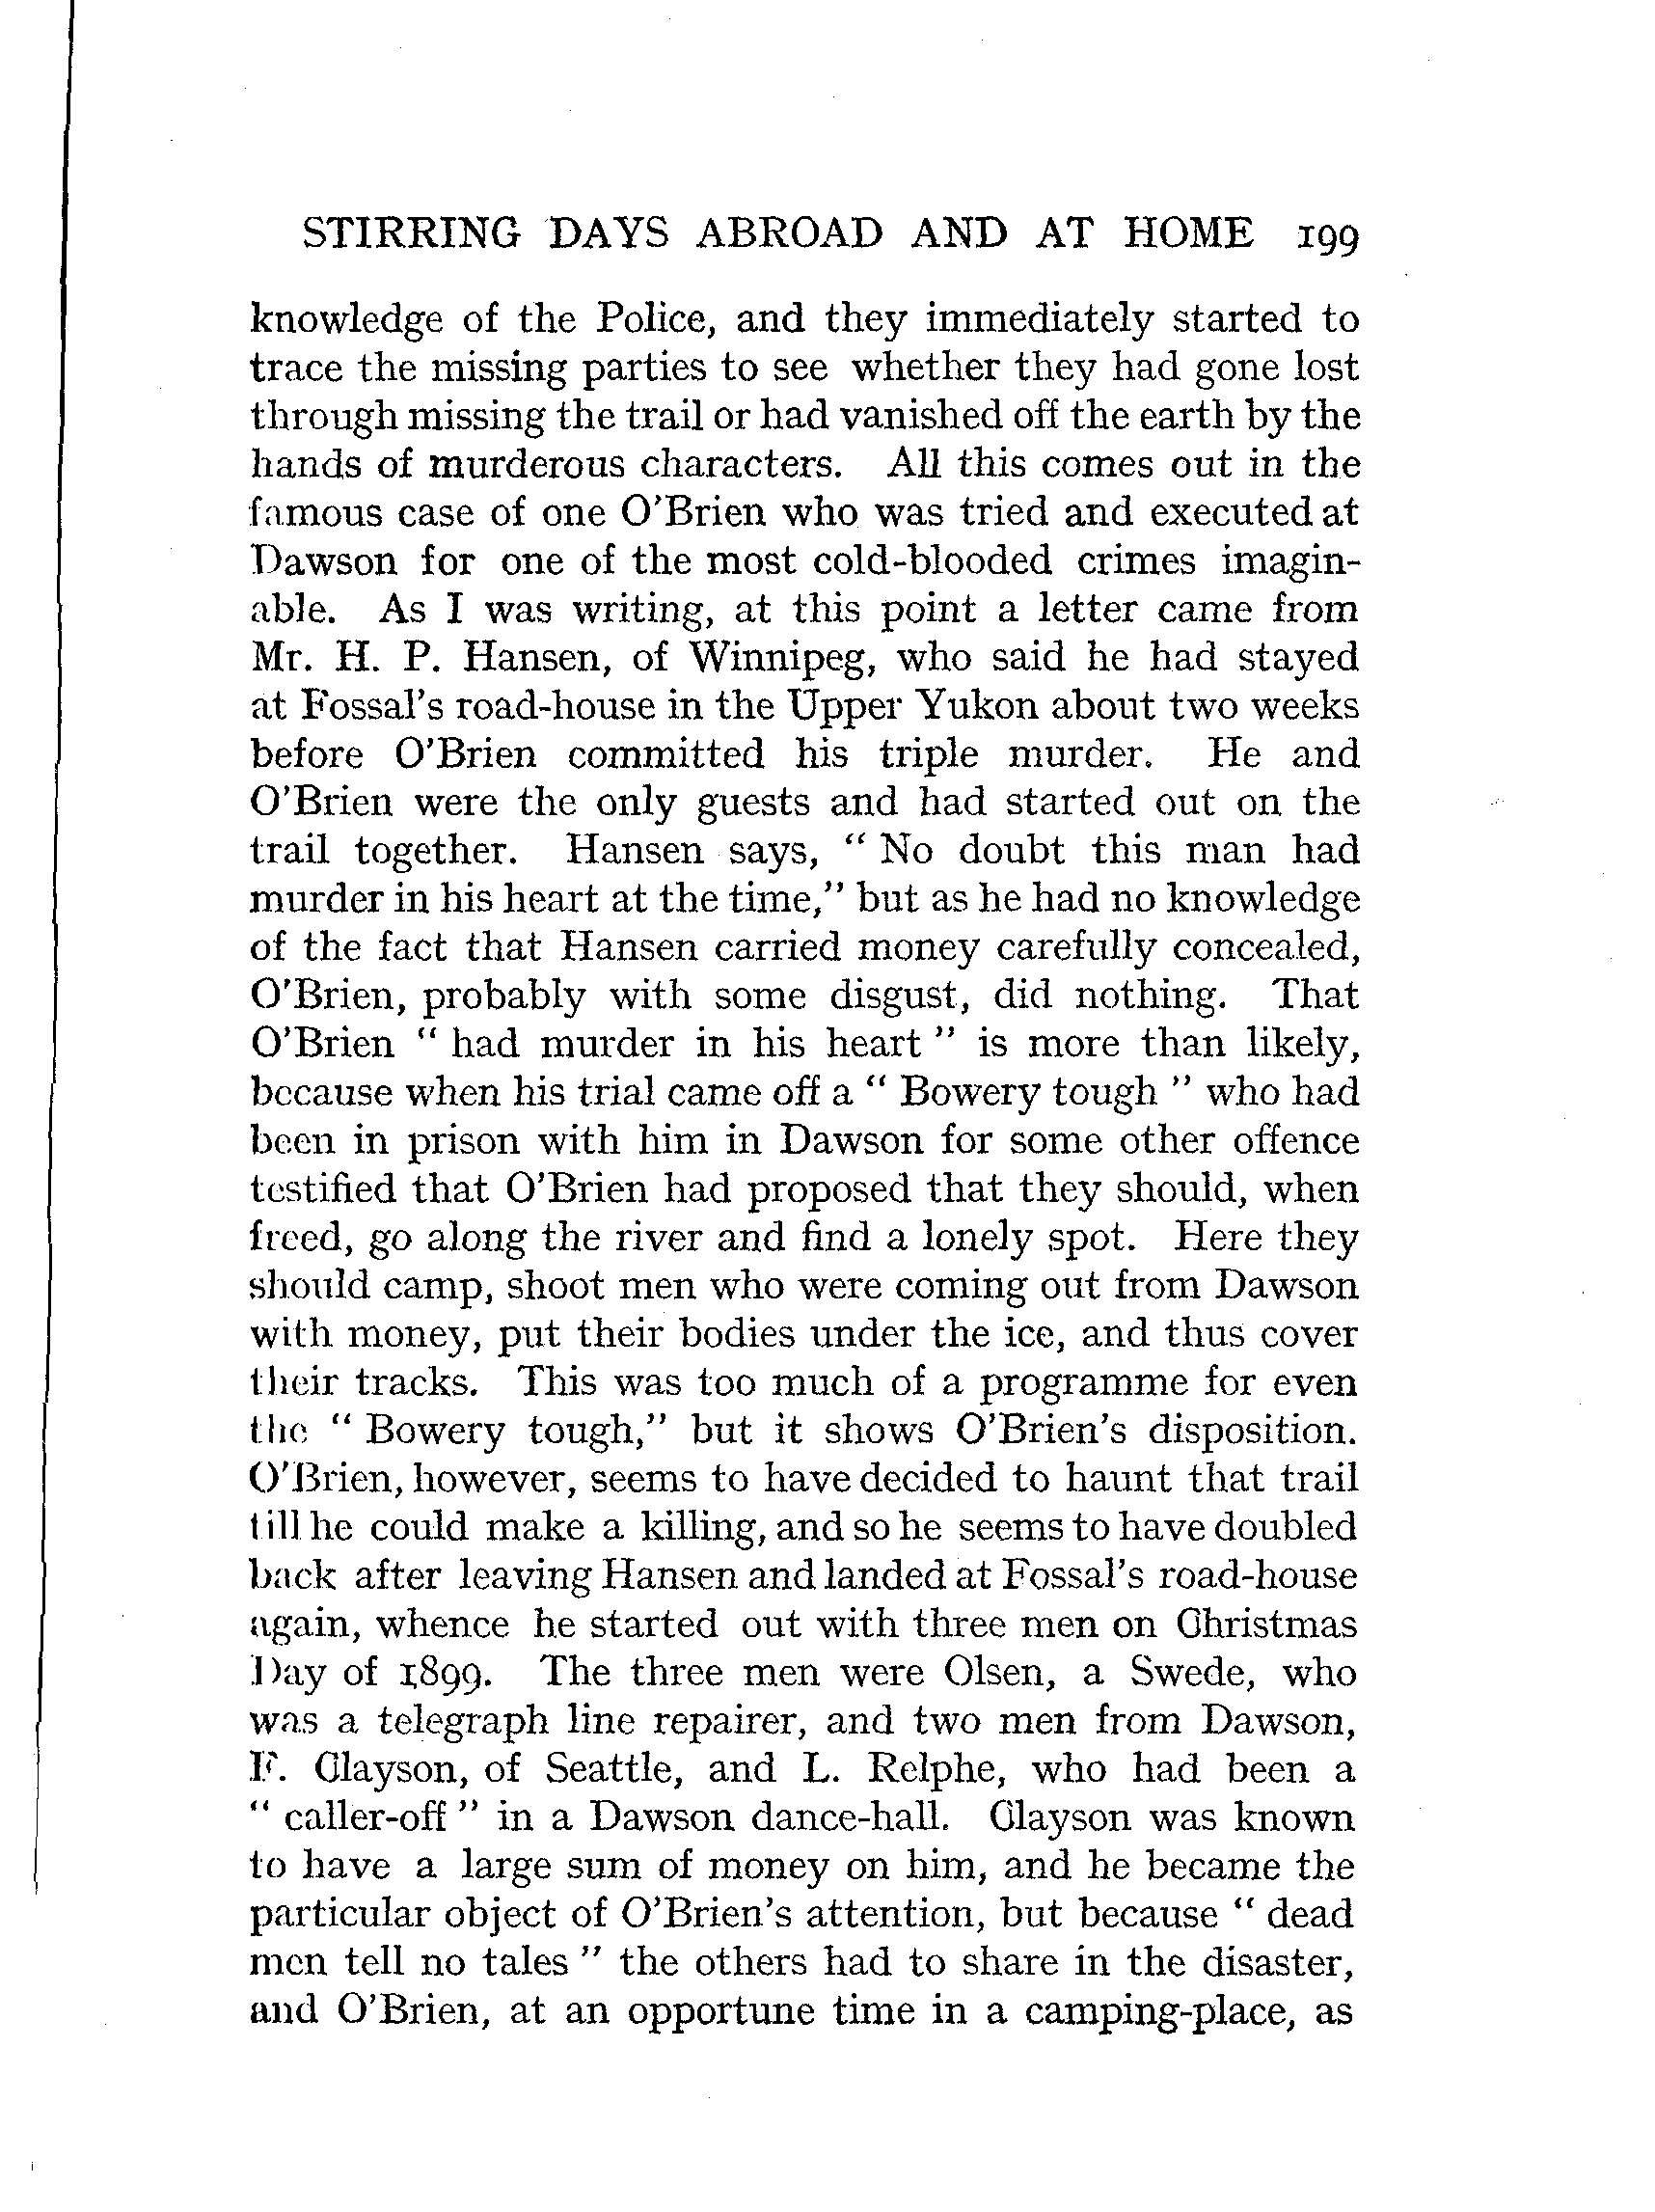 STIRRING DAYS ABROAD AND AT HOME 199
knowledge of the Police, and they immediately started to
trace the missing parties to see whether they had gone lost
through missing the trail or had vanished off the earth by the
hands of murderous characters. All this comes out in the
famous case of one O'Brien who was tried and executed at
Dawson for one of the most cold-blooded crimes imagin-
able. As I was writing, at this point a letter came from
Mr. H. P. Hansen, of Winnipeg, who said he had stayed
at Fossal's road-house in the Upper Yukon about two weeks
before O'Brien committed his triple murder. He and
O'Brien were the only guests and had started out on the
trail together. Hansen says, " No doubt this man had
murder in his heart at the time," but as he had no knowledge
of the fact that Hansen carried money carefully concealed,
O'Brien, probably with some disgust, did nothing. That
O'Brien " had murder in his heart " is more than likely,
because when his trial came off a " Bowery tough " who had
been in prison with him in Dawson for some other offence
testified that O'Brien had proposed that they should, when
freed, go along the river and find a lonely spot. Here they
should camp, shoot men who were coming out from Dawson
with money, put their bodies under the ice, and thus cover
their tracks. This was too much of a programme for even
the " Bowery tough," but it shows O'Brien's disposition.
O'Brien, however, seems to have decided to haunt that trail
till he could make a killing, and so he seems to have doubled
back after leaving Hansen and landed at Fossal's road-house
again, whence he started out with three men on Christmas
Day of 1899. The three men were Olsen, a Swede, who
was a telegraph line repairer, and two men from Dawson,
F. Clayson, of Seattle, and L. Relphe, who had been a
" caller-off " in a Dawson dance-hall. Clayson was known
to have a large sum of money on him, and he became the
particular object of O'Brien's attention, but because " dead
men tell no tales " the others had to share in the disaster,
and O'Brien, at an opportune time in a camping-place, as